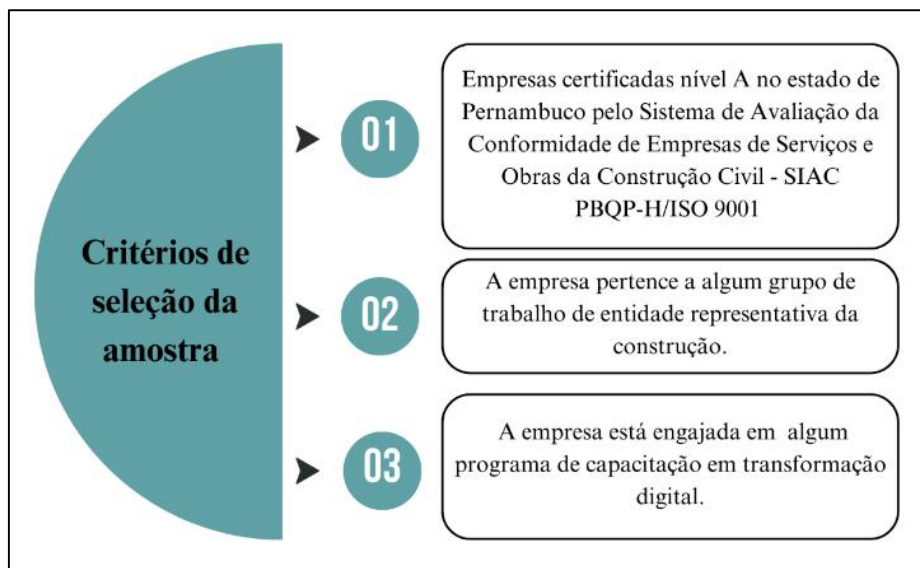 Critérios de
seleção da
amostra
01
Empresas certificadas nível A no estado de
Pernambuco pelo Sistema de Avaliação da
Conformidade de Empresas de Serviços e
Obras da Construção Civil - SIAC
PBQP-H/ISO 9001
02
A empresa pertence a algum grupo de
trabalho de entidade representativa da
construção.
03
A empresa está engajada em algum
programa de capacitação em transformação
digital.